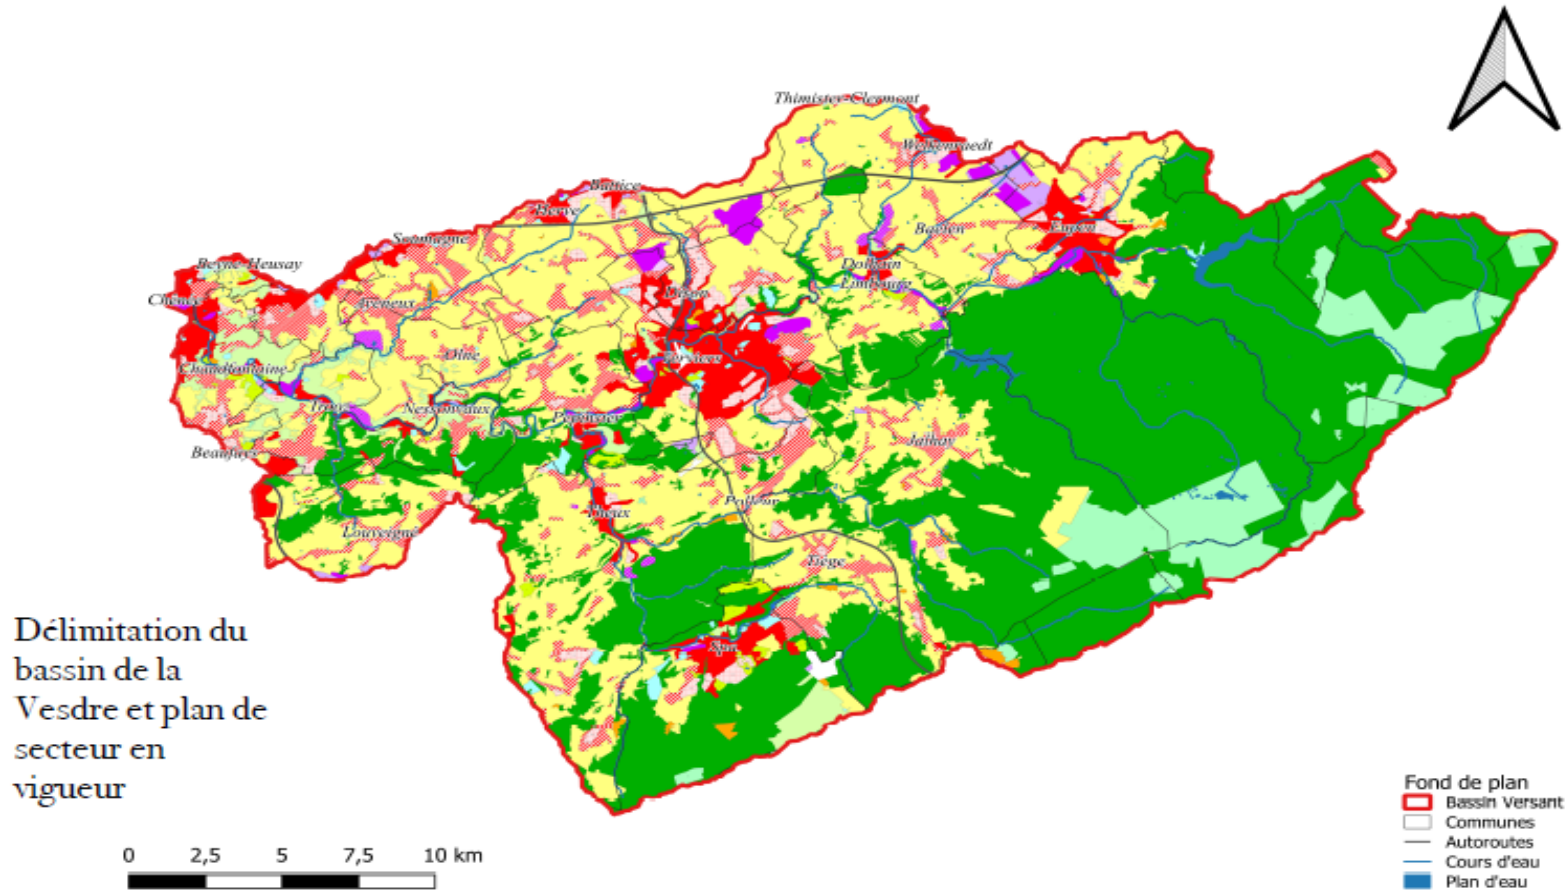 Thimister-Clermont
Welkenraedt
Battice
Herve
Soumagne
Baelen
Eupen
Beyne-Heusay
Dolhain
Limbourg
Chênée
Ayeneux
Dison
Olne
Verviers
Chaudfontaine
Trooz
Nessonvaux
Pepinster
Jalhay
Beaufays
Polleur
Theux
Louveigné
Tiège
Spa
Délimitation du
bassin de la
Vesdre et plan de
secteur en
vigueur
0 2,5 5 7,5 10 km
Fond de plan
Bassin Versant
Communes
Autoroutes
Cours d'eau
Plan d'eau